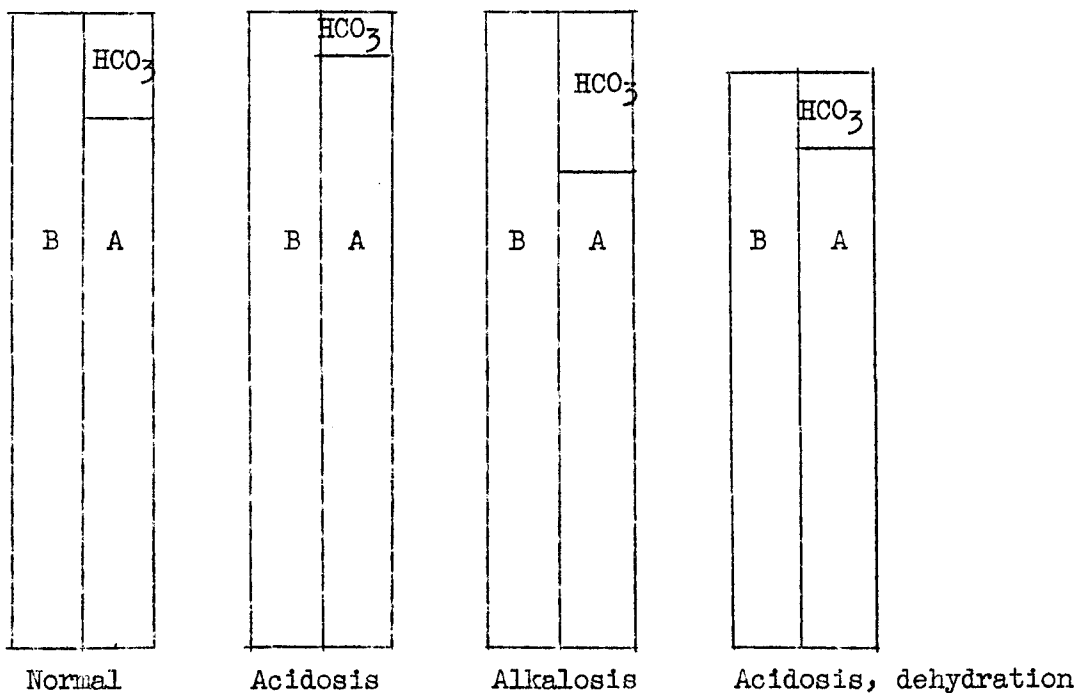 HCO3
HCO3
HCO3
HCO3
B A
B A
B A
B A
Normal
Acidosis
Alkalosis
Acidosis, dehydration